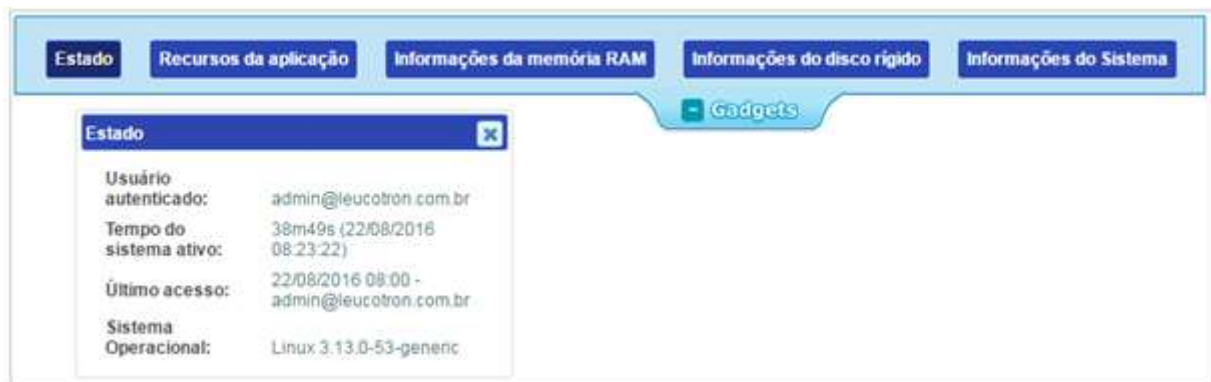 Estado Recursos da aplicação Informações da memória RAM Informações do disco rígido Informações do Sistema
Gadgets
Estado
Usuário
autenticado: admin@leucotron.com.br
Tempo do 38m49s (22/08/2016
sistema ativo: 08:23:22)
Último acesso: 22/08/2016 08:00 -
admin@leucotron.com.br
Sistema
Operacional: Linux 3.13.0-53-generic